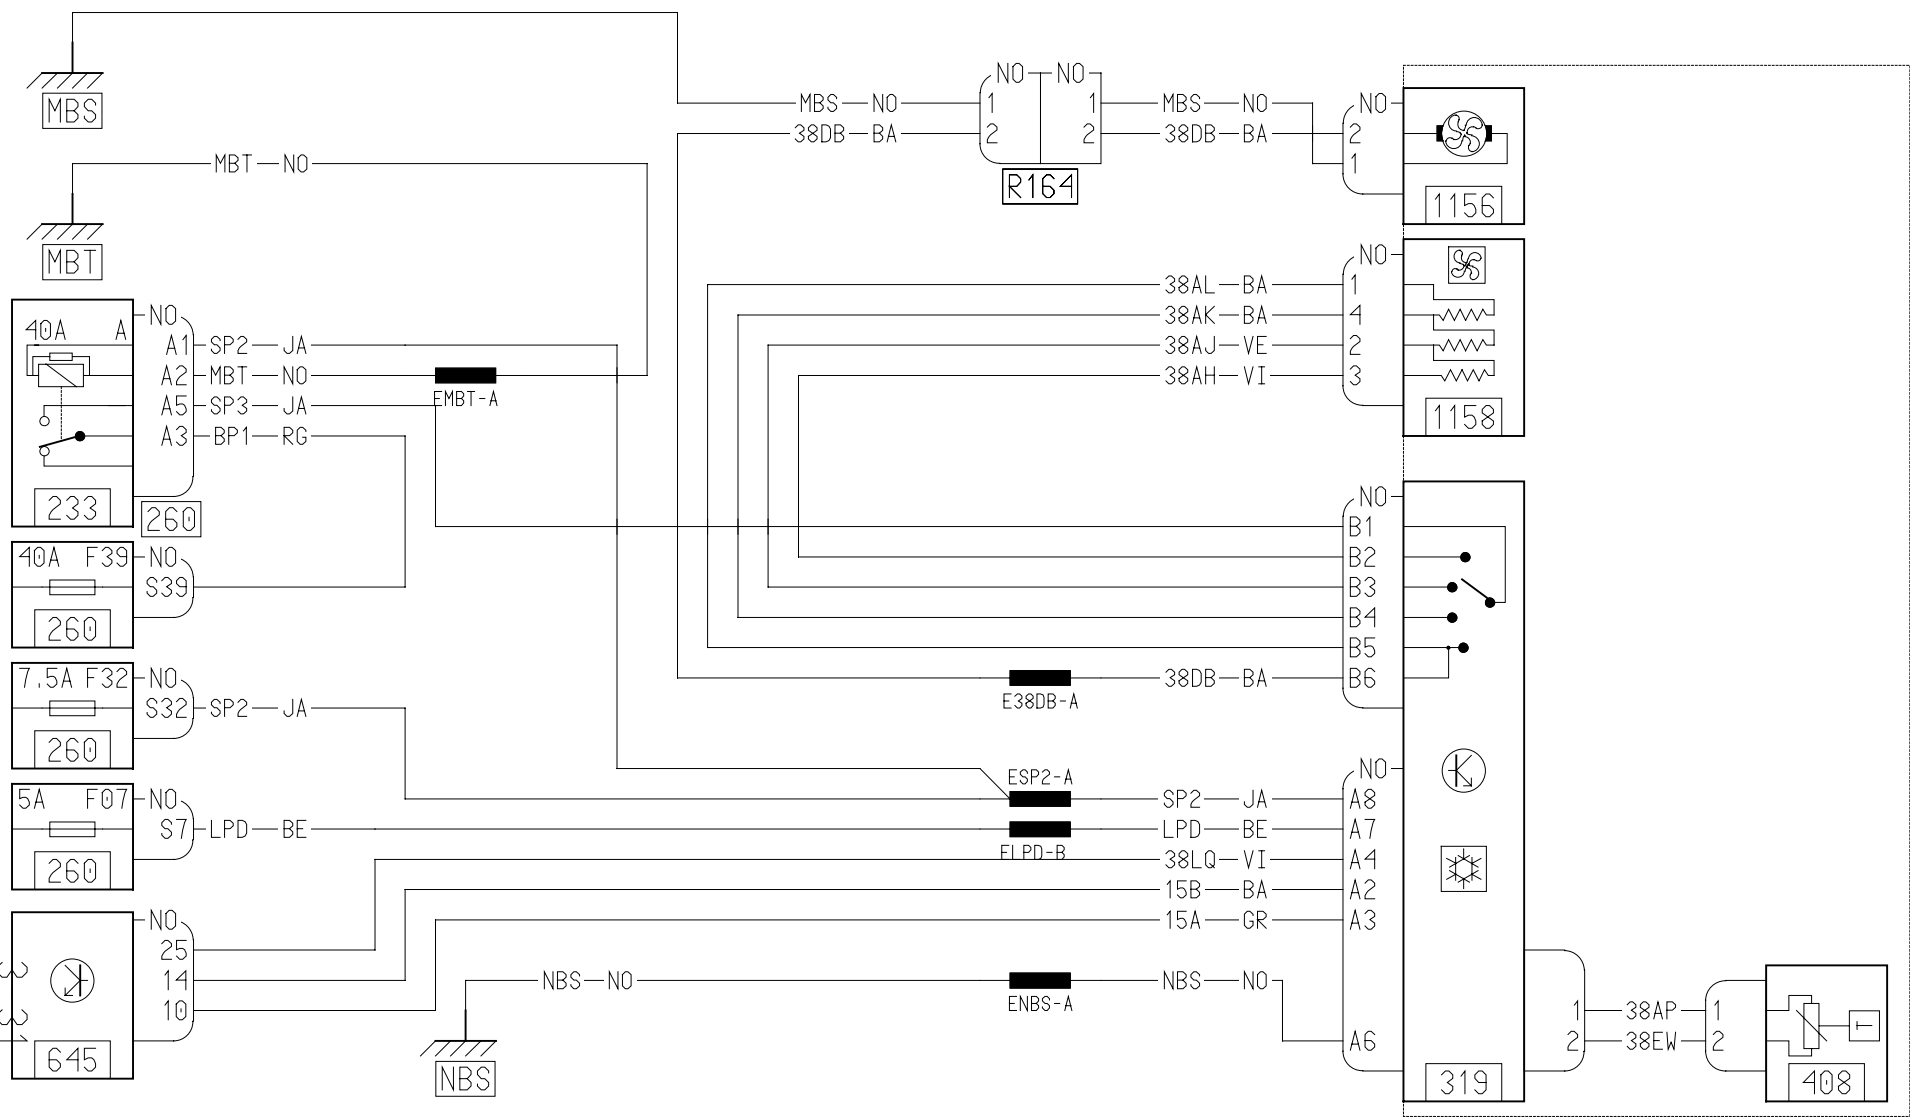 NO NO
MBS NO 1 1 MBS NO NO
MBS
38DB BA 2 2 38DB BA 2
MBT NO 1
R164
1156
MBT
NO
38AL BA 1
NO
40A A 38AK BA 4
A1 SP2 JA 38AJ VE 2
A2 MBT NO 38AH VI 3
EMBT-A
A5 SP3 JA
1158
A3 BP1 RG
233
NO
260
B1
40A F39 NO B2
S39 B3
260 B4
B5
7.5A F32 NO 38DB BA B6
E38DB-A
S32 SP2 JA
260
ESP2-A NO
5A F07 NO SP2 JA A8
S7 LPD BE LPD BE A7
ELPD-B
260 38LQ VI A4
15B BA A2
NO 15A GR A3
25
14 NBS NO NBS NO
ENBS-A
10 1 38AP 1
A6 2 38EW 2
T
645 NBS 319 408